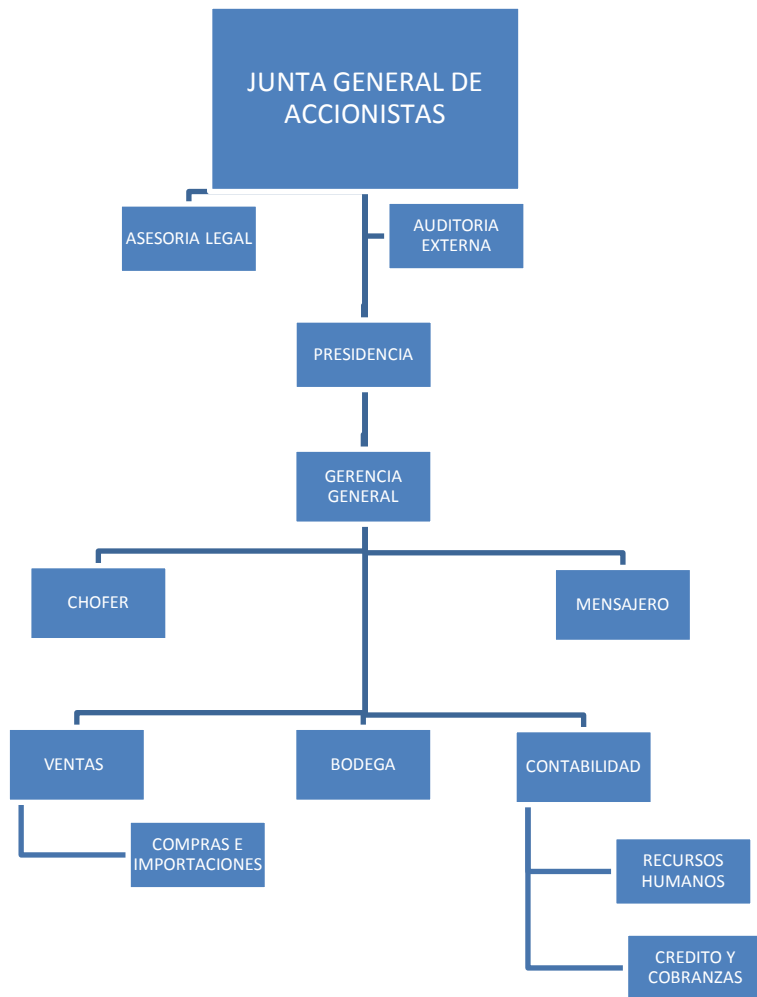 JUNTA GENERAL DE
ACCIONISTAS
ASESORIA LEGAL
AUDITORIA
EXTERNA
PRESIDENCIA
GERENCIA
GENERAL
CHOFER
MENSAJERO
VENTAS
BODEGA
CONTABILIDAD
COMPRAS E
IMPORTACIONES
RECURSOS
HUMANOS
CREDITO Y
COBRANZAS